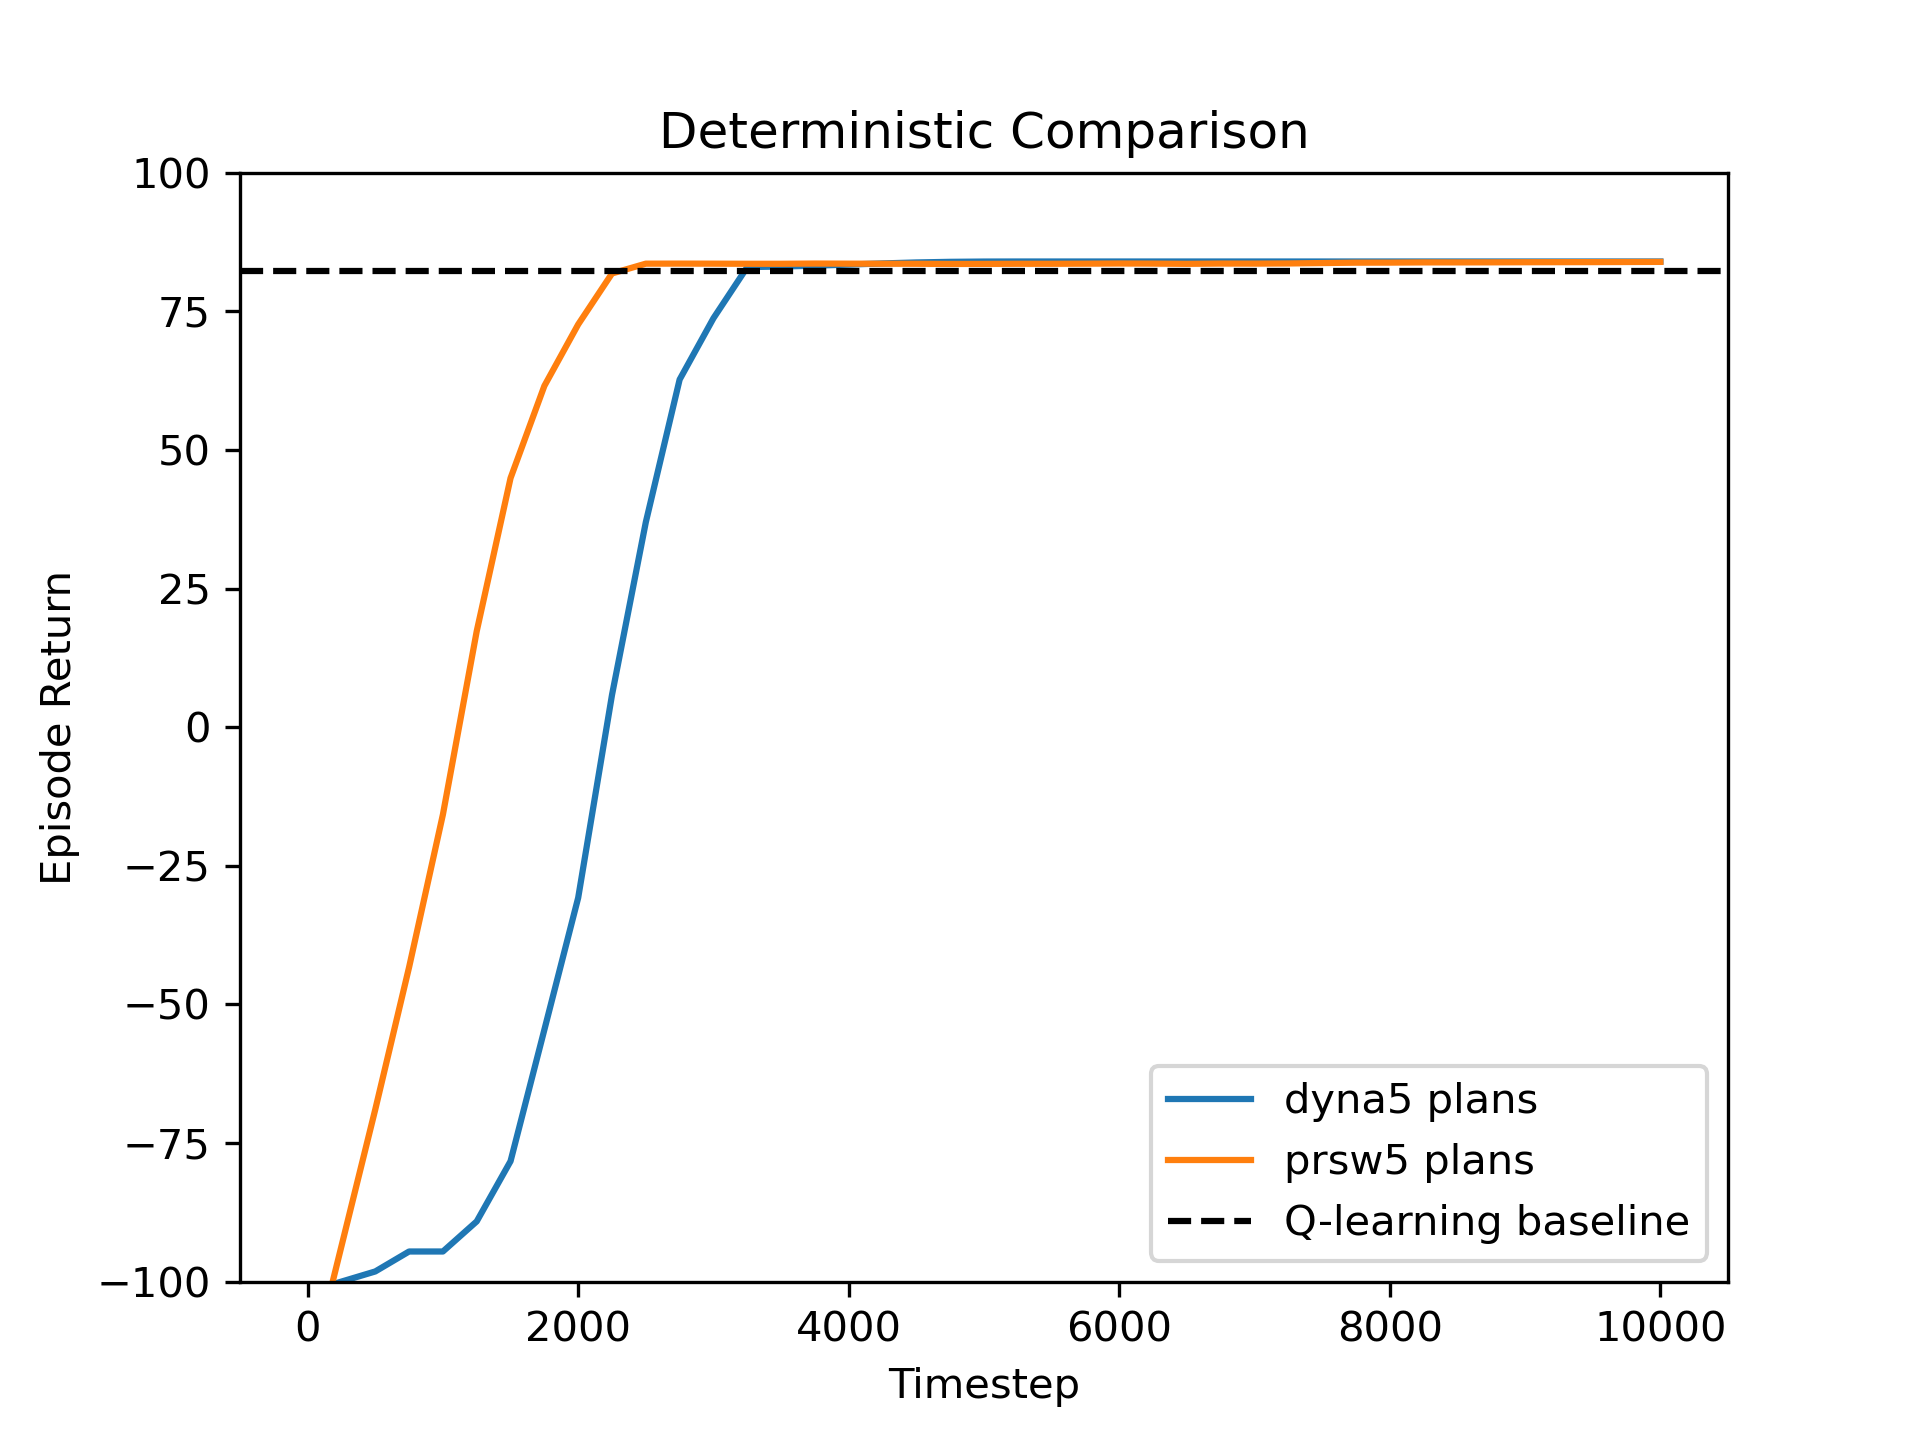 Deterministic Comparison
100
75
50
25
0
−25
−50
−75
−100
Episode Return
0 2000 4000 6000 8000 10000
Timestep
dyna5 plans
prsw5 plans
Q-learning baseline